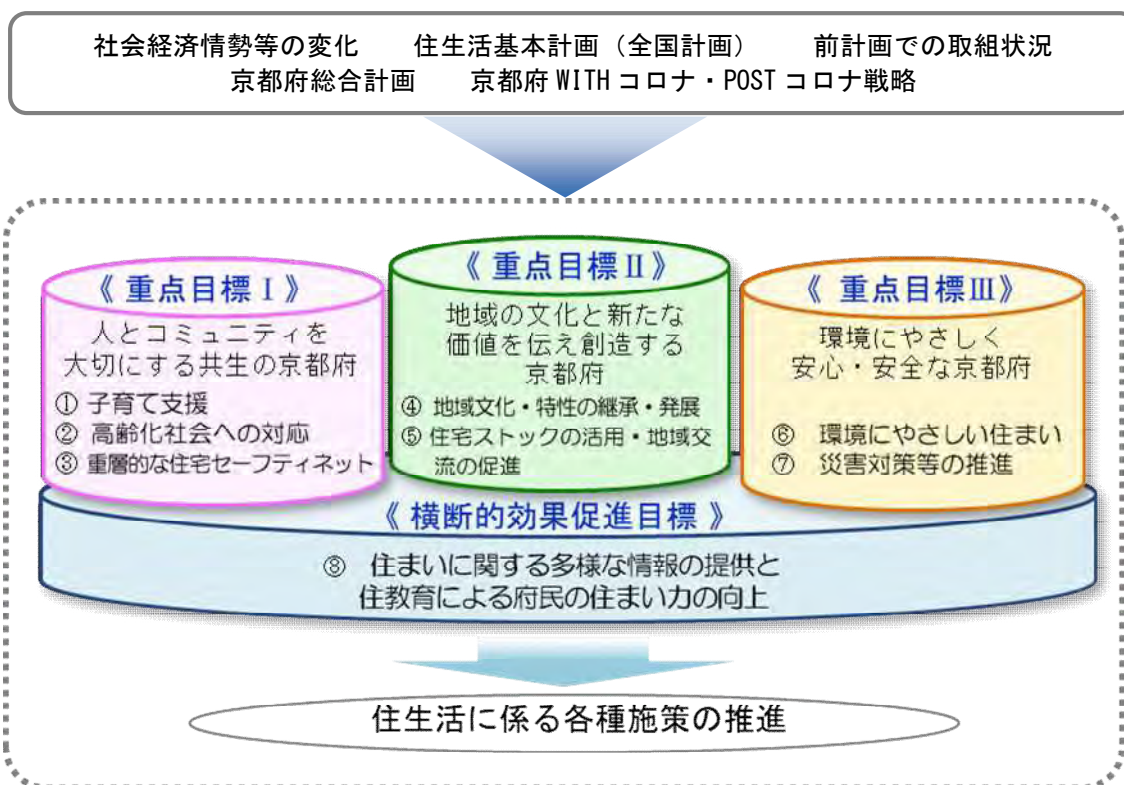 社会経済情勢等の変化　　住生活基本計画（全国計画）　　前計画での取組状況
京都府総合計画　　京都府 WITH コロナ・POST コロナ戦略
《 重点目標Ⅰ 》
人とコミュニティを
大切にする共生の京都府
① 子育て支援
② 高齢化社会への対応
③ 重層的な住宅セーフティネット
《 重点目標Ⅱ 》
地域の文化と新たな
価値を伝え創造する
京都府
④ 地域文化・特性の継承・発展
⑤ 住宅ストックの活用・地域交
流の促進
《 重点目標Ⅲ 》
環境にやさしく
安心・安全な京都府
⑥ 環境にやさしい住まい
⑦ 災害対策等の推進
《 横断的効果促進目標 》
⑧ 住まいに関する多様な情報の提供と
住教育による府民の住まい力の向上
住生活に係る各種施策の推進